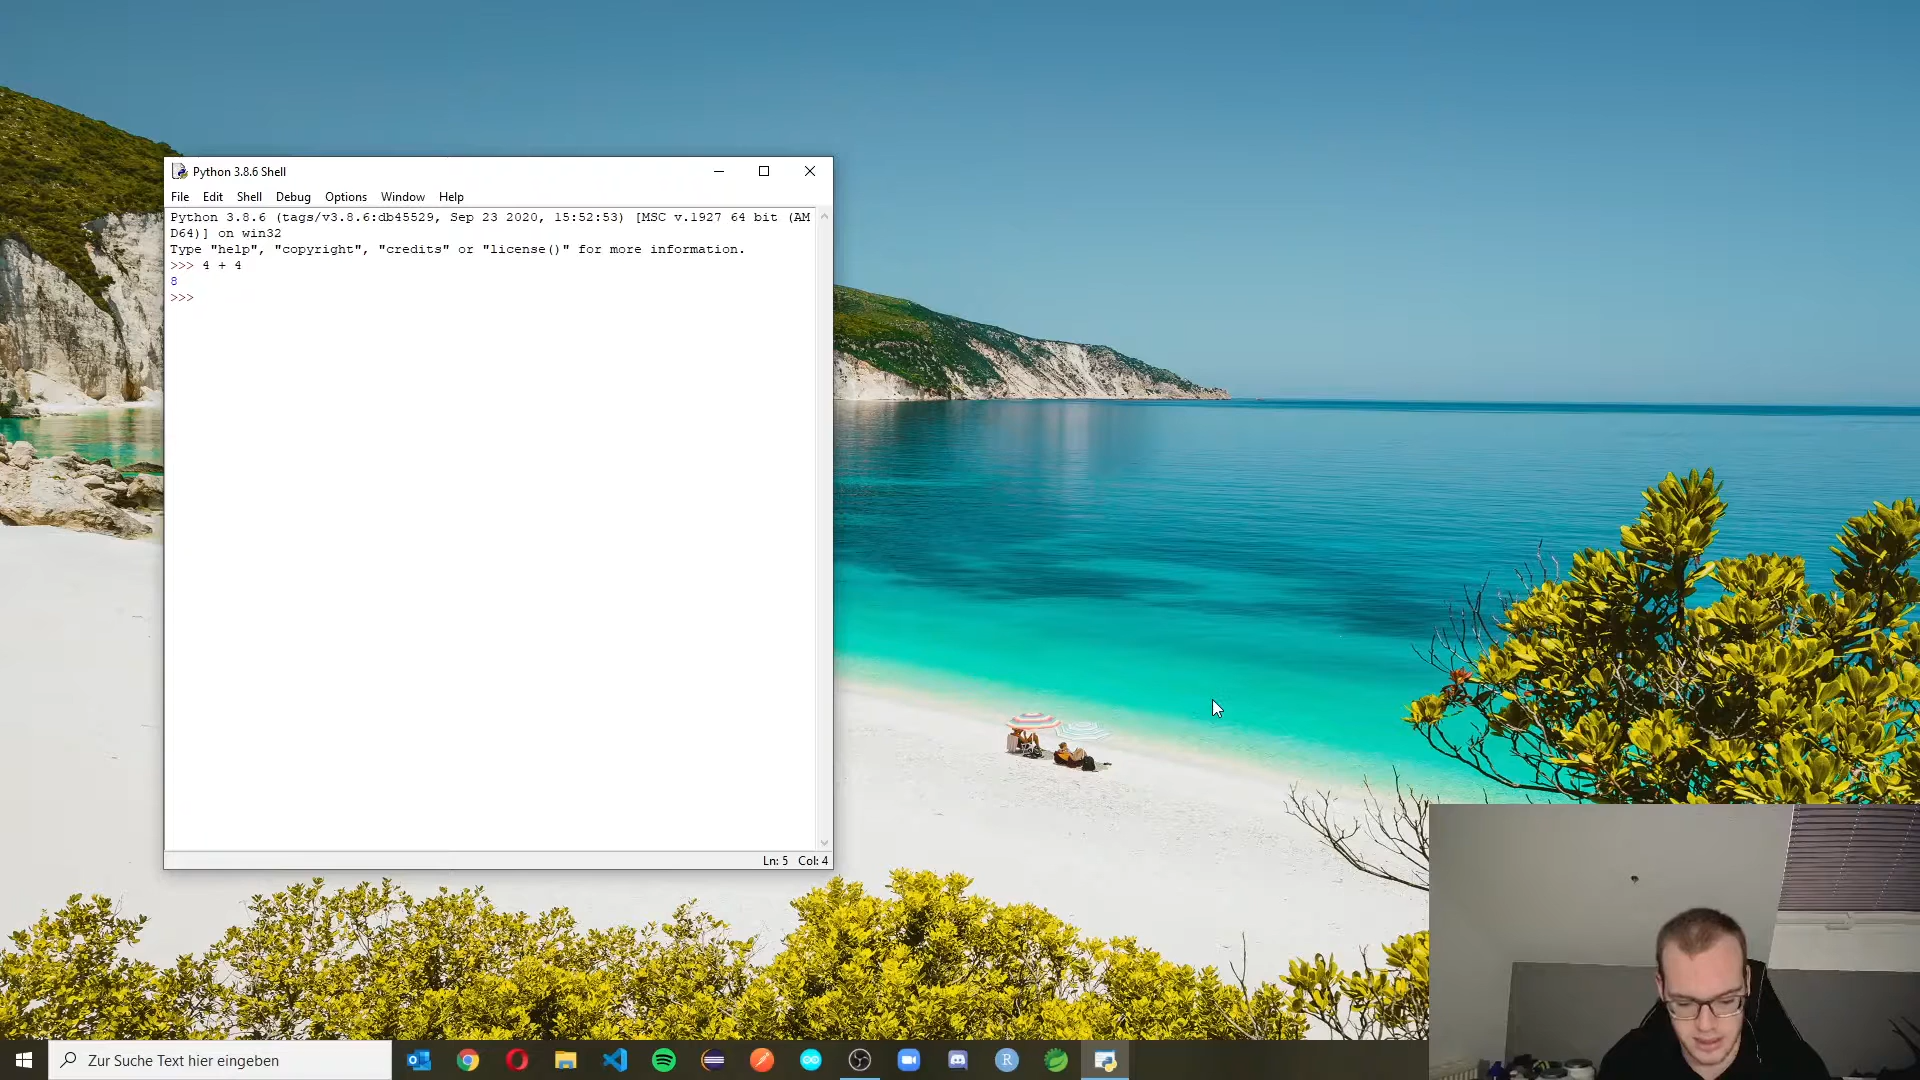 Python 3.8.6 Shell
File Edit Shell Debug Options Window Help
Python 3.8.6 (tags/v3.8.6:db45529, Sep 23 2020, 15:52:53) [MSC v.1927 64 bit (AM
D64)] on win32
Type "help", "copyright", "credits" or "license()" for more information.
>>> 4 + 4
8
>>>
Ln: 5 Col: 4
Zur Suche Text hier eingeben